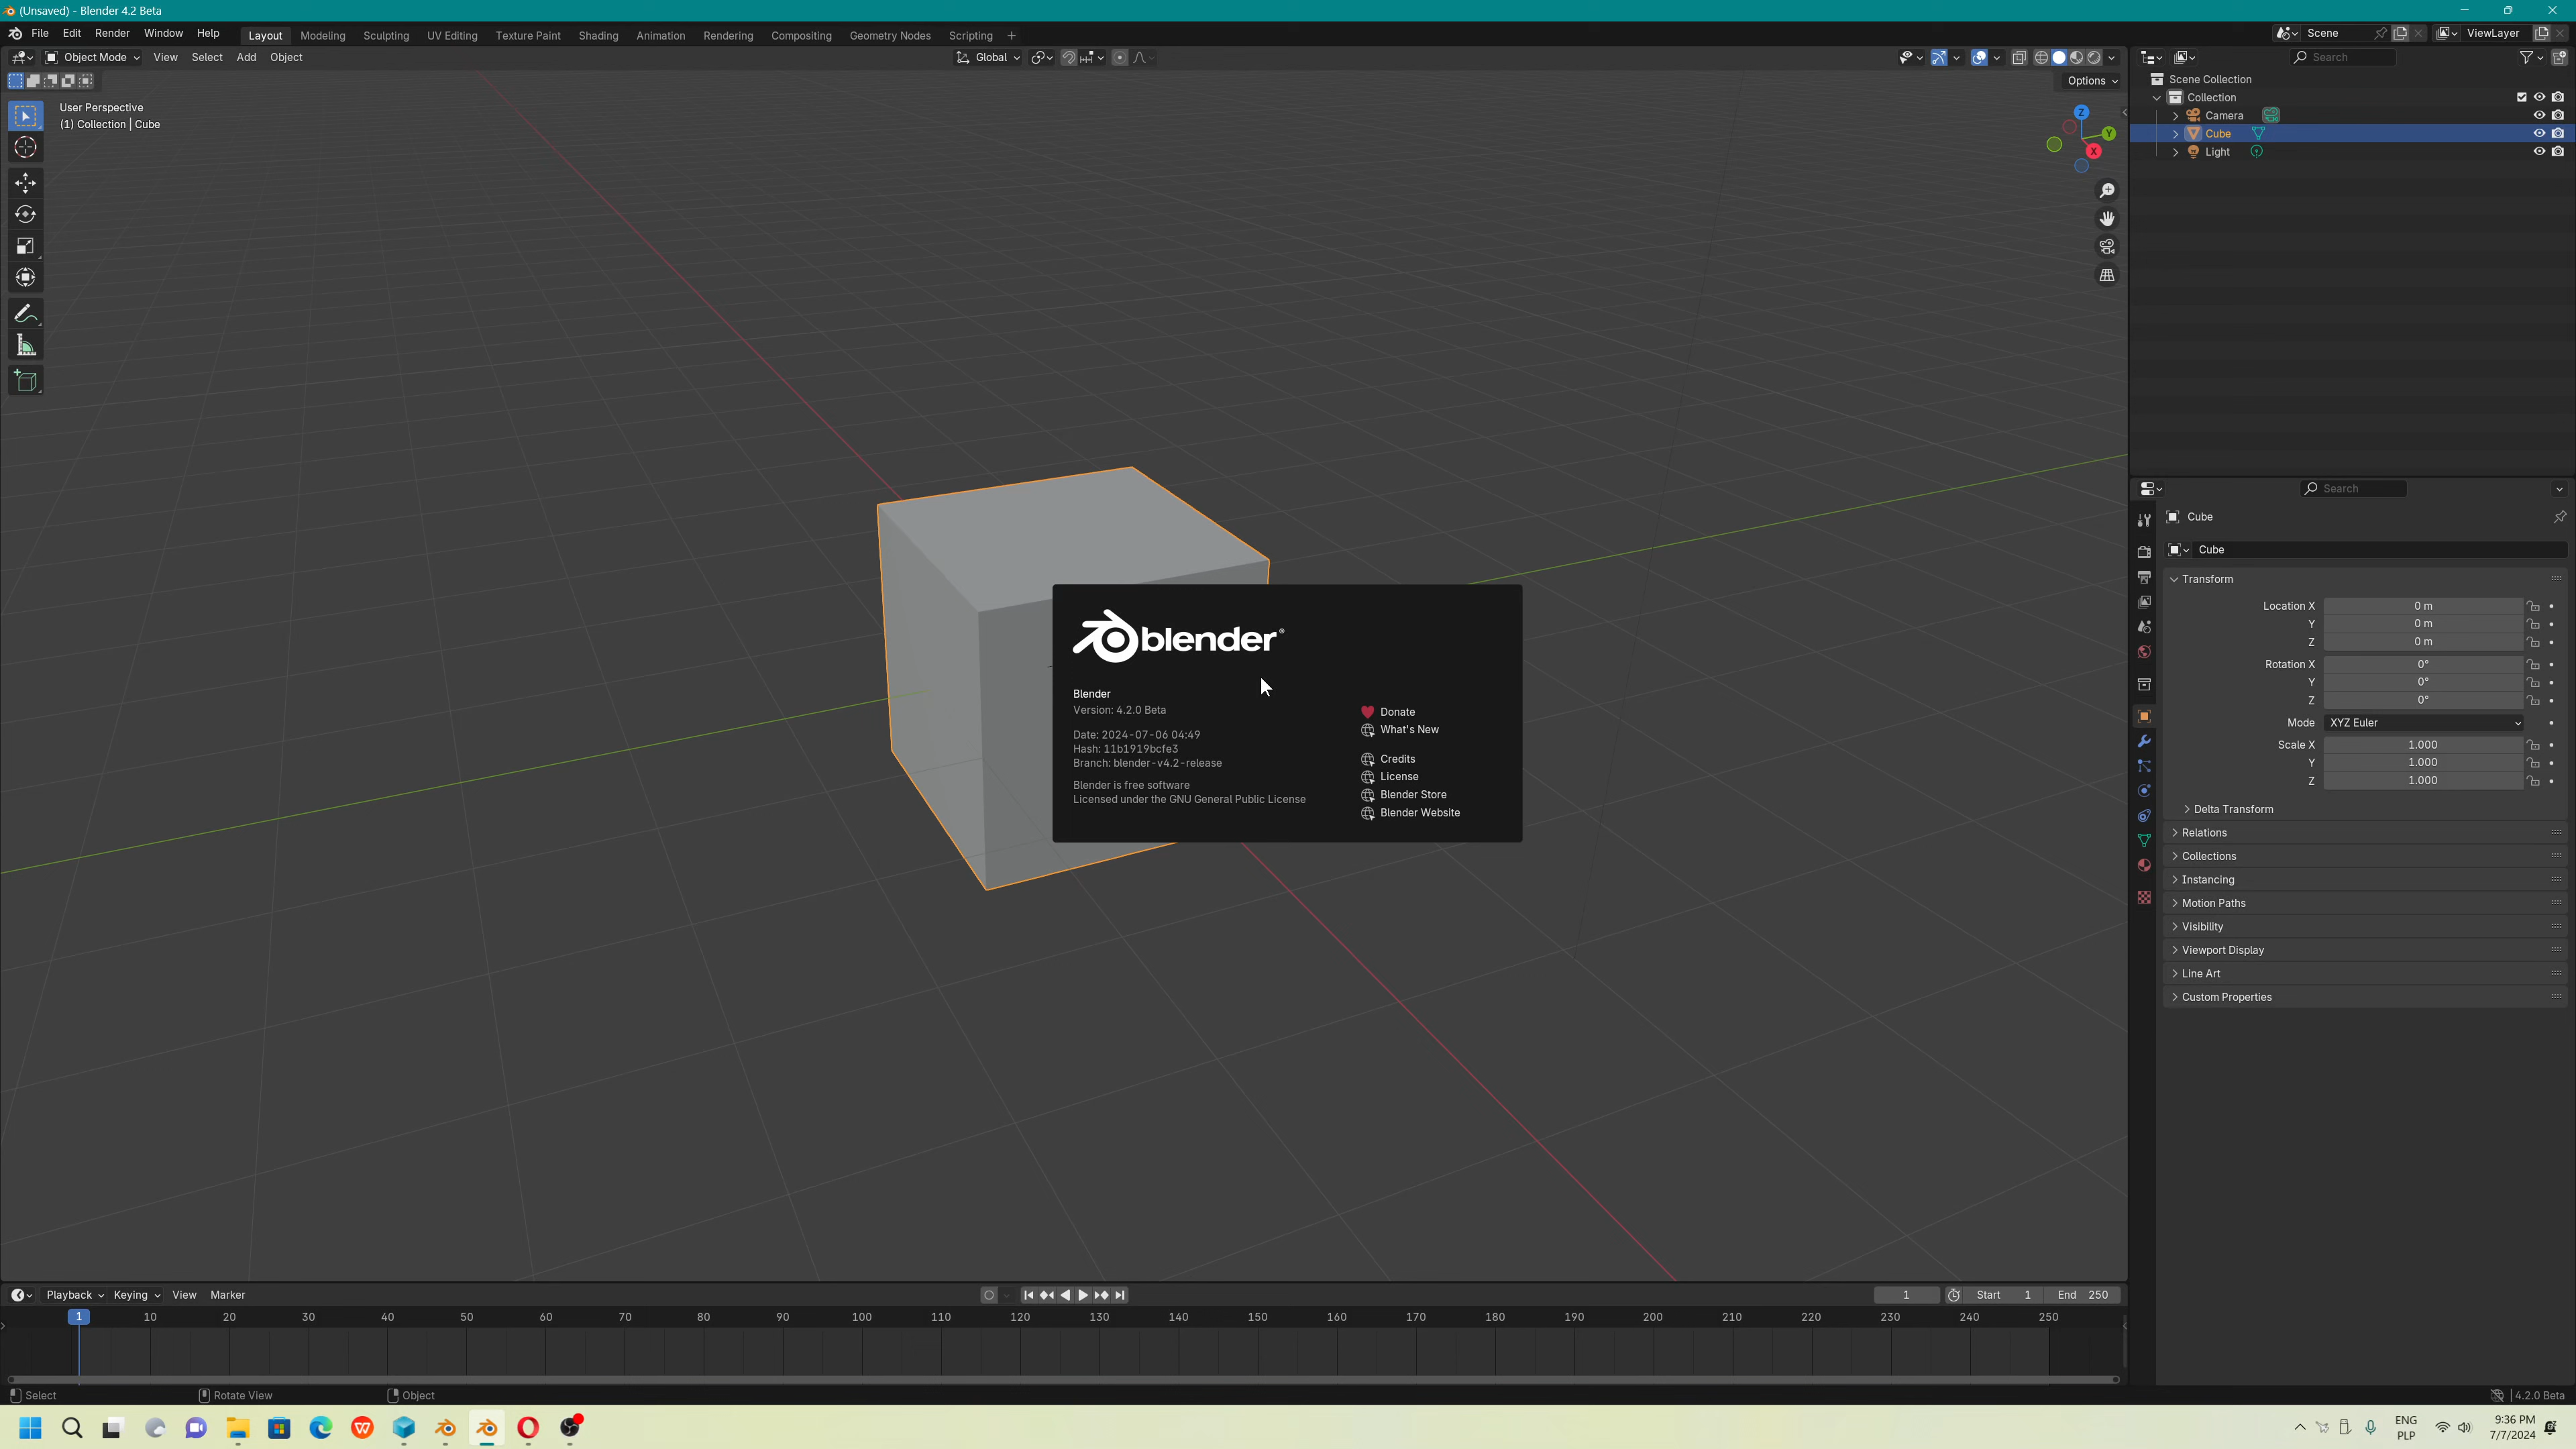 (Unsaved) - Blender 4.2 Beta
File Edit Render Window Help Layout Modeling Sculpting UV Editing Texture Paint Shading Animation Rendering Compositing Geometry Nodes Scripting + Scene ViewLayer
Object Mode View Select Add Object Global Search
Options
User Perspective
(1) Collection | Cube
Z
Y
X
Scene Collection
Collection
Camera
Cube
Light
Search
Cube
Cube
Transform
Location X 0 m
Y 0 m
Z 0 m
Rotation X 0°
Y 0°
Z 0°
Mode XYZ Euler
Scale X 1.000
Y 1.000
Z 1.000
Delta Transform
Relations
Collections
Instancing
Motion Paths
Visibility
Viewport Display
Line Art
Custom Properties
blender®
Blender
Version: 4.2.0 Beta
Date: 2024-07-06 04:49
Hash: 11b1919bcfe3
Branch: blender-v4.2-release
Blender is free software
Licensed under the GNU General Public License
Donate
What's New
Credits
License
Blender Store
Blender Website
Playback Keying View Marker 1 Start 1 End 250
1 10 20 30 40 50 60 70 80 90 100 110 120 130 140 150 160 170 180 190 200 210 220 230 240 250
Select Rotate View Object 4.2.0 Beta
ENG
PLP
9:36 PM
7/7/2024